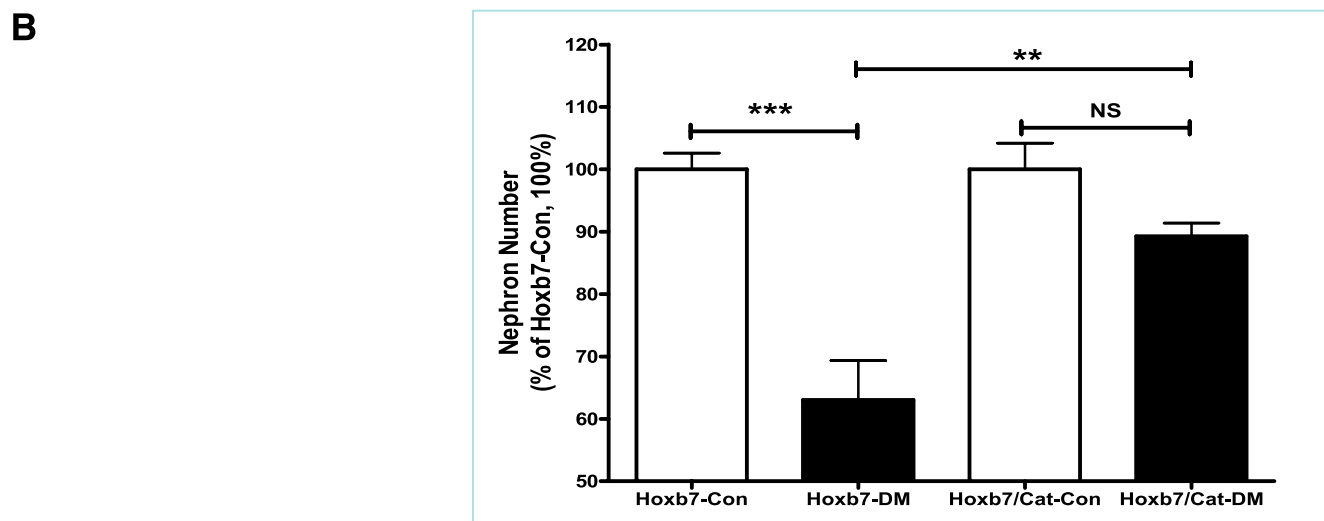 B
Nephron Number
(% of Hoxb7-Con, 100%)
120
110
100
90
80
70
60
50
***
**
NS
Hoxb7-Con
Hoxb7-DM
Hoxb7/Cat-Con
Hoxb7/Cat-DM